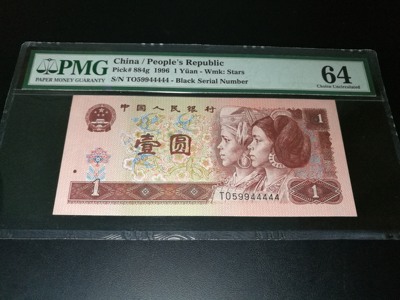 PMG
PAPER MONEY GUARANTY
China / People's Republic
Pick# 884g 1996 1 Yüan - Wmk: Stars
S/N TO59944444 - Black Serial Number
64
Choice Uncirculated
中国人民银行
1
壹圆
TO59944444
1
1